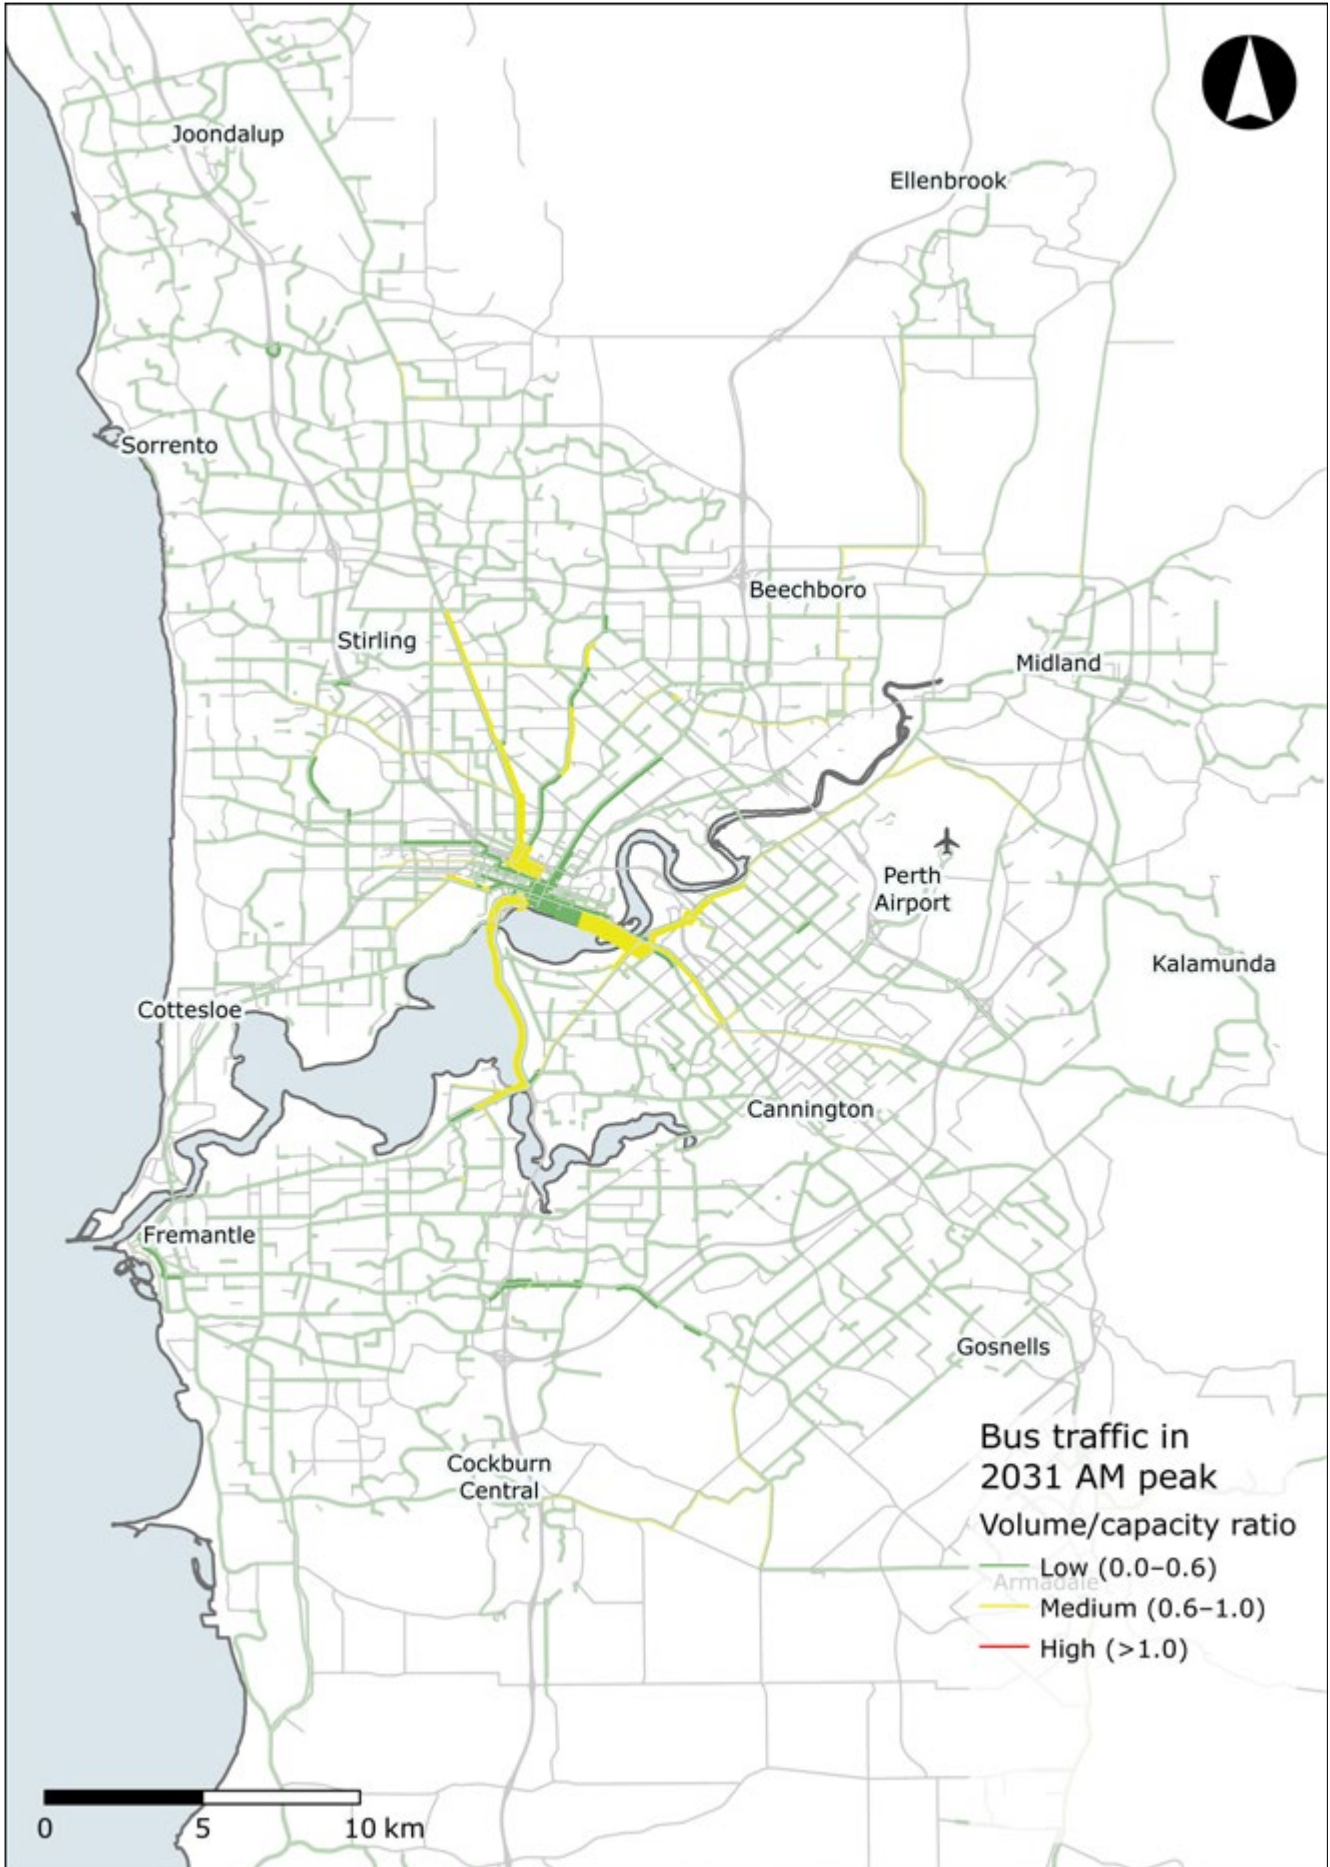 Joondalup
Ellenbrook
Sorrento
Beechboro
Stirling
Midland
Perth
Airport
Kalamunda
Cottesloe
Cannington
Fremantle
Gosnells
Cockburn
Central
Bus traffic in
2031 AM peak
Volume/capacity ratio
Low (0.0–0.6)
Armadale
Medium (0.6–1.0)
High (>1.0)
0 5 10 km